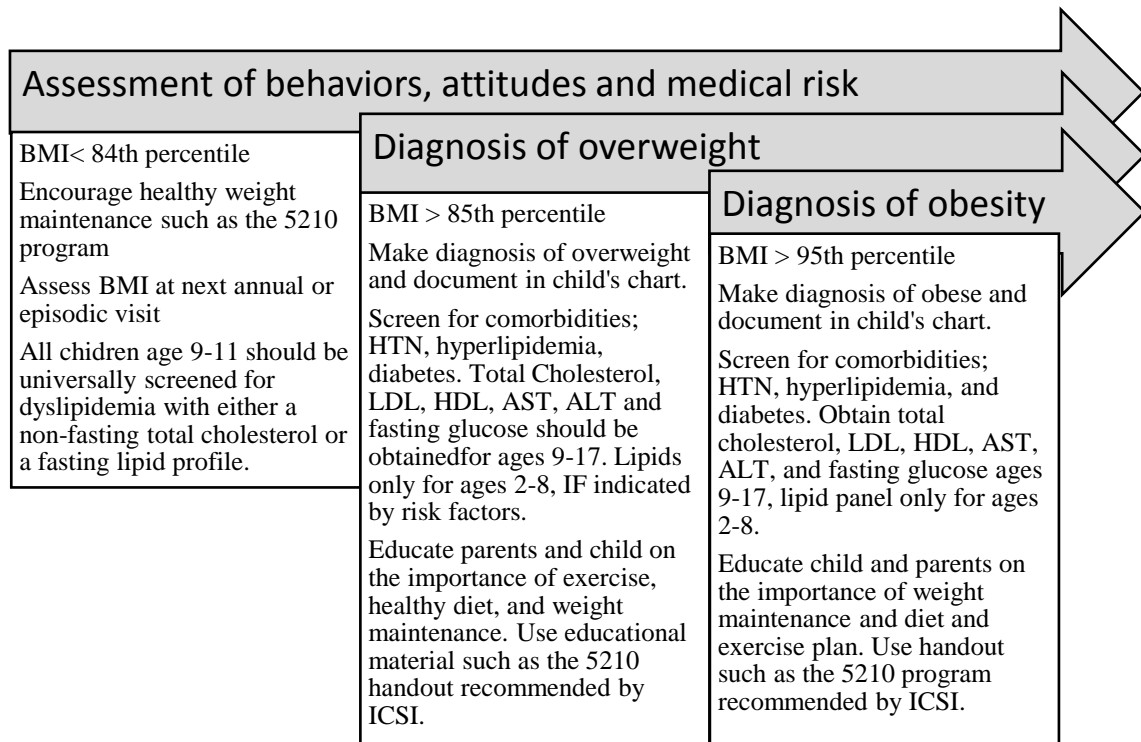 Assessment of behaviors, attitudes and medical risk
BMI< 84th percentile
Encourage healthy weight
maintenance such as the 5210
program
Assess BMI at next annual or
episodic visit
All chidren age 9-11 should be
universally screened for
dyslipidemia with either a
non-fasting total cholesterol or
a fasting lipid profile.
Diagnosis of overweight
BMI > 85th percentile
Make diagnosis of overweight
and document in child's chart.
Screen for comorbidities;
HTN, hyperlipidemia,
diabetes. Total Cholesterol,
LDL, HDL, AST, ALT and
fasting glucose should be
obtainedfor ages 9-17. Lipids
only for ages 2-8, IF indicated
by risk factors.
Educate parents and child on
the importance of exercise,
healthy diet, and weight
maintenance. Use educational
material such as the 5210
handout recommended by
ICSI.
Diagnosis of obesity
BMI > 95th percentile
Make diagnosis of obese and
document in child's chart.
Screen for comorbidities;
HTN, hyperlipidemia, and
diabetes. Obtain total
cholesterol, LDL, HDL, AST,
ALT, and fasting glucose ages
9-17, lipid panel only for ages
2-8.
Educate child and parents on
the importance of weight
maintenance and diet and
exercise plan. Use handout
such as the 5210 program
recommended by ICSI.